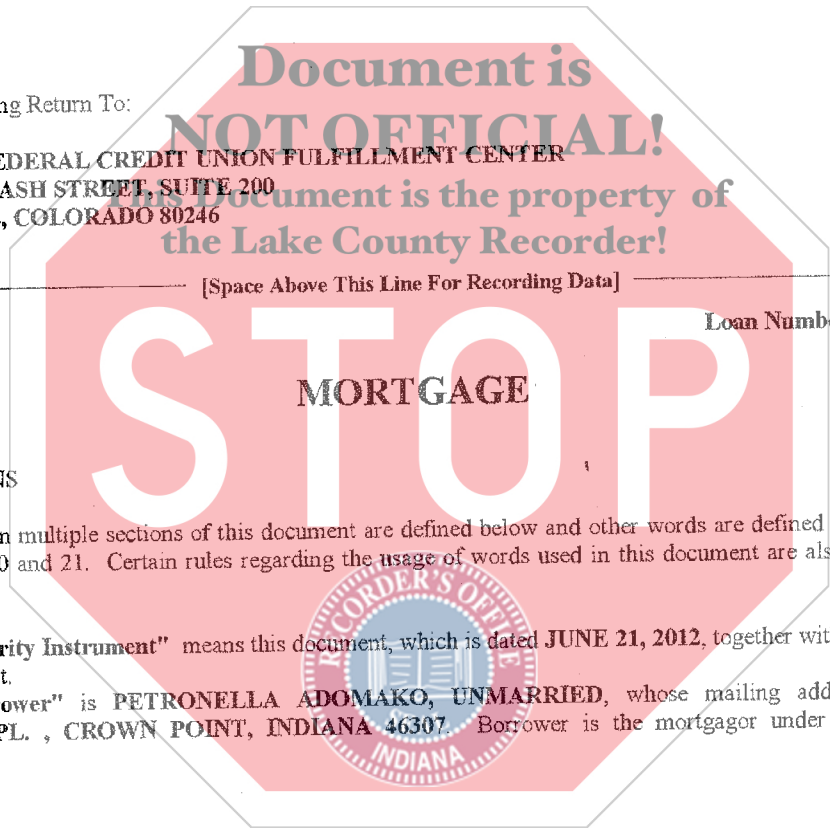 Document is
ng Return To:
NOT OFFICIAL!
EDERAL CREDIT UNION FULFILLMENT CENTER
ASH STREET, SUITE 200
This Document is the property of
, COLORADO 80246
the Lake County Recorder!
[Space Above This Line For Recording Data]
Loan Numb
STOP
MORTGAGE
NS
n multiple sections of this document are defined below and other words are defined
0 and 21. Certain rules regarding the usage of words used in this document are als
RECORDER'S OFFICE
rity Instrument" means this document, which is dated JUNE 21, 2012, together wit
t.
ower" is PETRONELLA ADOMAKO, UNMARRIED, whose mailing add
PL. , CROWN POINT, INDIANA 46307. Borrower is the mortgagor under
INDIANA